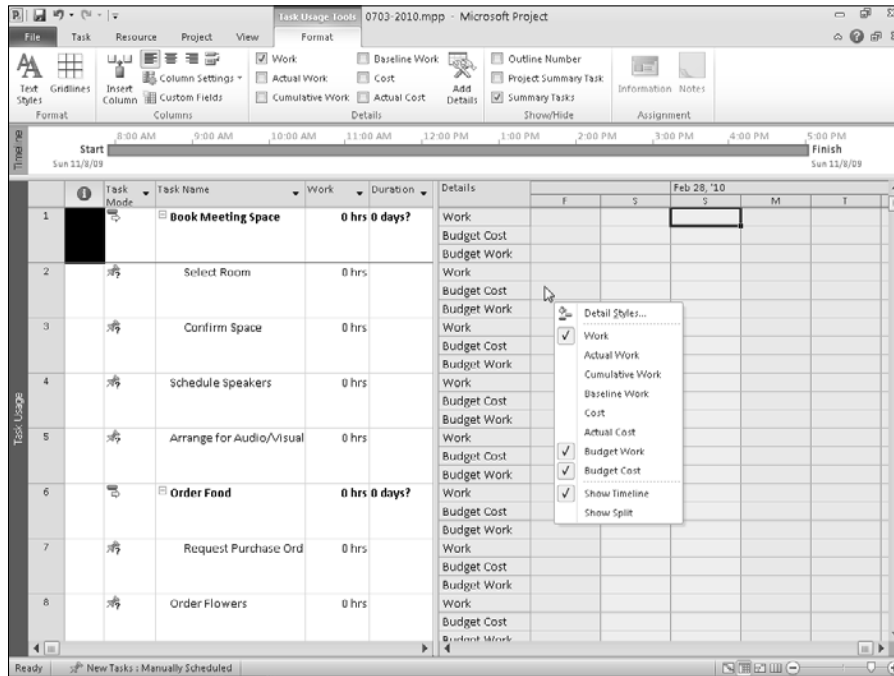 Task Usage Tools 0703-2010.mpp - Microsoft Project
File Task Resource Project View Format
Text Styles
Gridlines
Format
Insert Column
Column Settings
Custom Fields
Columns
Work
Actual Work
Cumulative Work
Baseline Work
Cost
Actual Cost
Add Details
Details
Outline Number
Project Summary Task
Summary Tasks
Show/Hide
Information Notes
Assignment
Timeline
8:00 AM 9:00 AM 10:00 AM 11:00 AM 12:00 PM 1:00 PM 2:00 PM 3:00 PM 4:00 PM 5:00 PM
Start
Sun 11/8/09
Finish
Sun 11/8/09
Task Usage
Task Mode Task Name Work Duration Details Feb 28, '10
F S S M T
1 Book Meeting Space 0 hrs 0 days? Work
Budget Cost
Budget Work
2 Select Room 0 hrs Work
Budget Cost
Budget Work
3 Confirm Space 0 hrs Work
Budget Cost
Budget Work
4 Schedule Speakers 0 hrs Work
Budget Cost
Budget Work
5 Arrange for Audio/Visual 0 hrs Work
Budget Cost
Budget Work
6 Order Food 0 hrs 0 days? Work
Budget Cost
Budget Work
7 Request Purchase Ord 0 hrs Work
Budget Cost
Budget Work
8 Order Flowers 0 hrs Work
Budget Cost
Budget Work
Detail Styles...
Work
Actual Work
Cumulative Work
Baseline Work
Cost
Actual Cost
Budget Work
Budget Cost
Show Timeline
Show Split
Ready New Tasks : Manually Scheduled